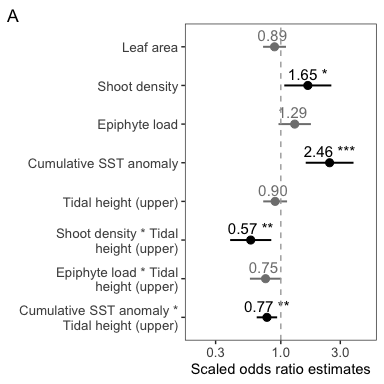 A
Leaf area
0.89
Shoot density
1.65 *
Epiphyte load
1.29
Cumulative SST anomaly
2.46 ***
Tidal height (upper)
0.90
Shoot density * Tidal
height (upper)
0.57 **
Epiphyte load * Tidal
height (upper)
0.75
Cumulative SST anomaly *
Tidal height (upper)
0.77 **
0.3 1.0 3.0
Scaled odds ratio estimates